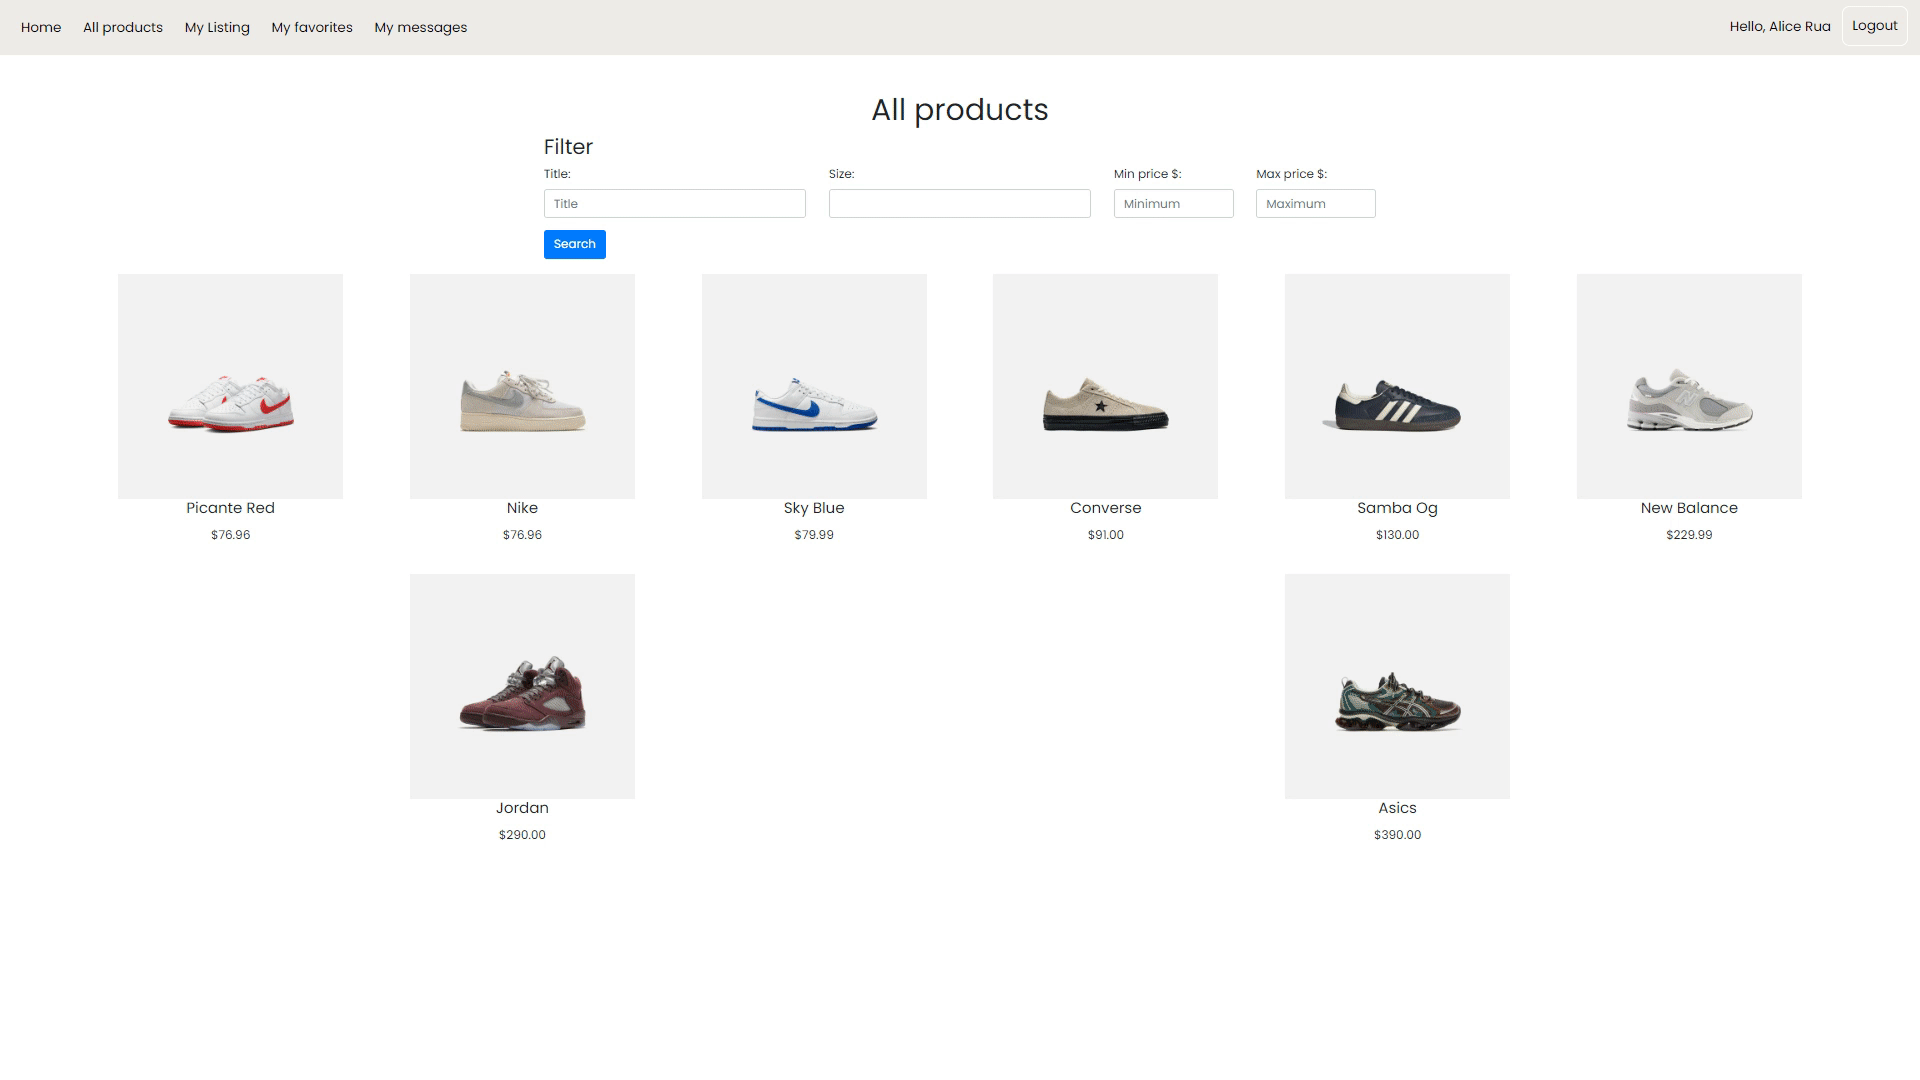 Home All products My Listing My favorites My messages Hello, Alice Rua Logout
All products
Filter
Title: Size: Min price $: Max price $:
Title Minimum Maximum
Search
Picante Red Nike Sky Blue Converse Samba Og New Balance
$76.96 $76.96 $79.99 $91.00 $130.00 $229.99
Jordan Asics
$290.00 $390.00